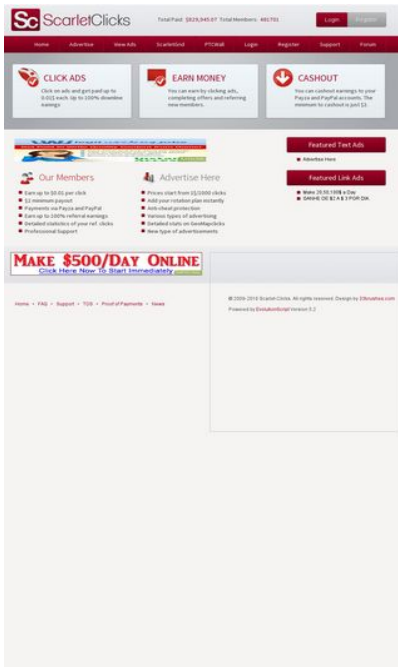 Sc ScarletClicks
Total Paid: $829,945.07 Total Members: 481701
Login
Register
Home Advertise View Ads ScarletGrid PTCWall Login Register Support Forum
CLICK ADS
Click on ads and get paid up to
$0.01 each. Up to 100% downline
earnings
EARN MONEY
You can earn by clicking ads,
completing offers and referring
new members.
CASHOUT
You can cashout earnings to your
Payza and PayPal accounts. The
minimum to cashout is just $2.
Our Members
Earn up to $0.01 per click
$2 minimum payout
Payments via Payza and PayPal
Earn up to 100% referral earnings
Detailed statistics of your ref. clicks
Professional Support
Advertise Here
Prices start from 1$/1000 clicks
Add your rotation plan instantly
Anti-cheat protection
Various types of advertising
Detailed stats on GeoMapclicks
New type of advertisements
Featured Text Ads
Advertise Here
Featured Link Ads
Make 20,50,100$ a Day
GANHE DE $2 A $ 3 POR DIA
MAKE $500/DAY ONLINE
Click Here Now To Start Immediately
Home • FAQ • Support • TOS • Proof of Payments • News
© 2009-2016 Scarlet-Clicks. All rights reserved. Design by
Powered by EvolutionScript Version 5.2